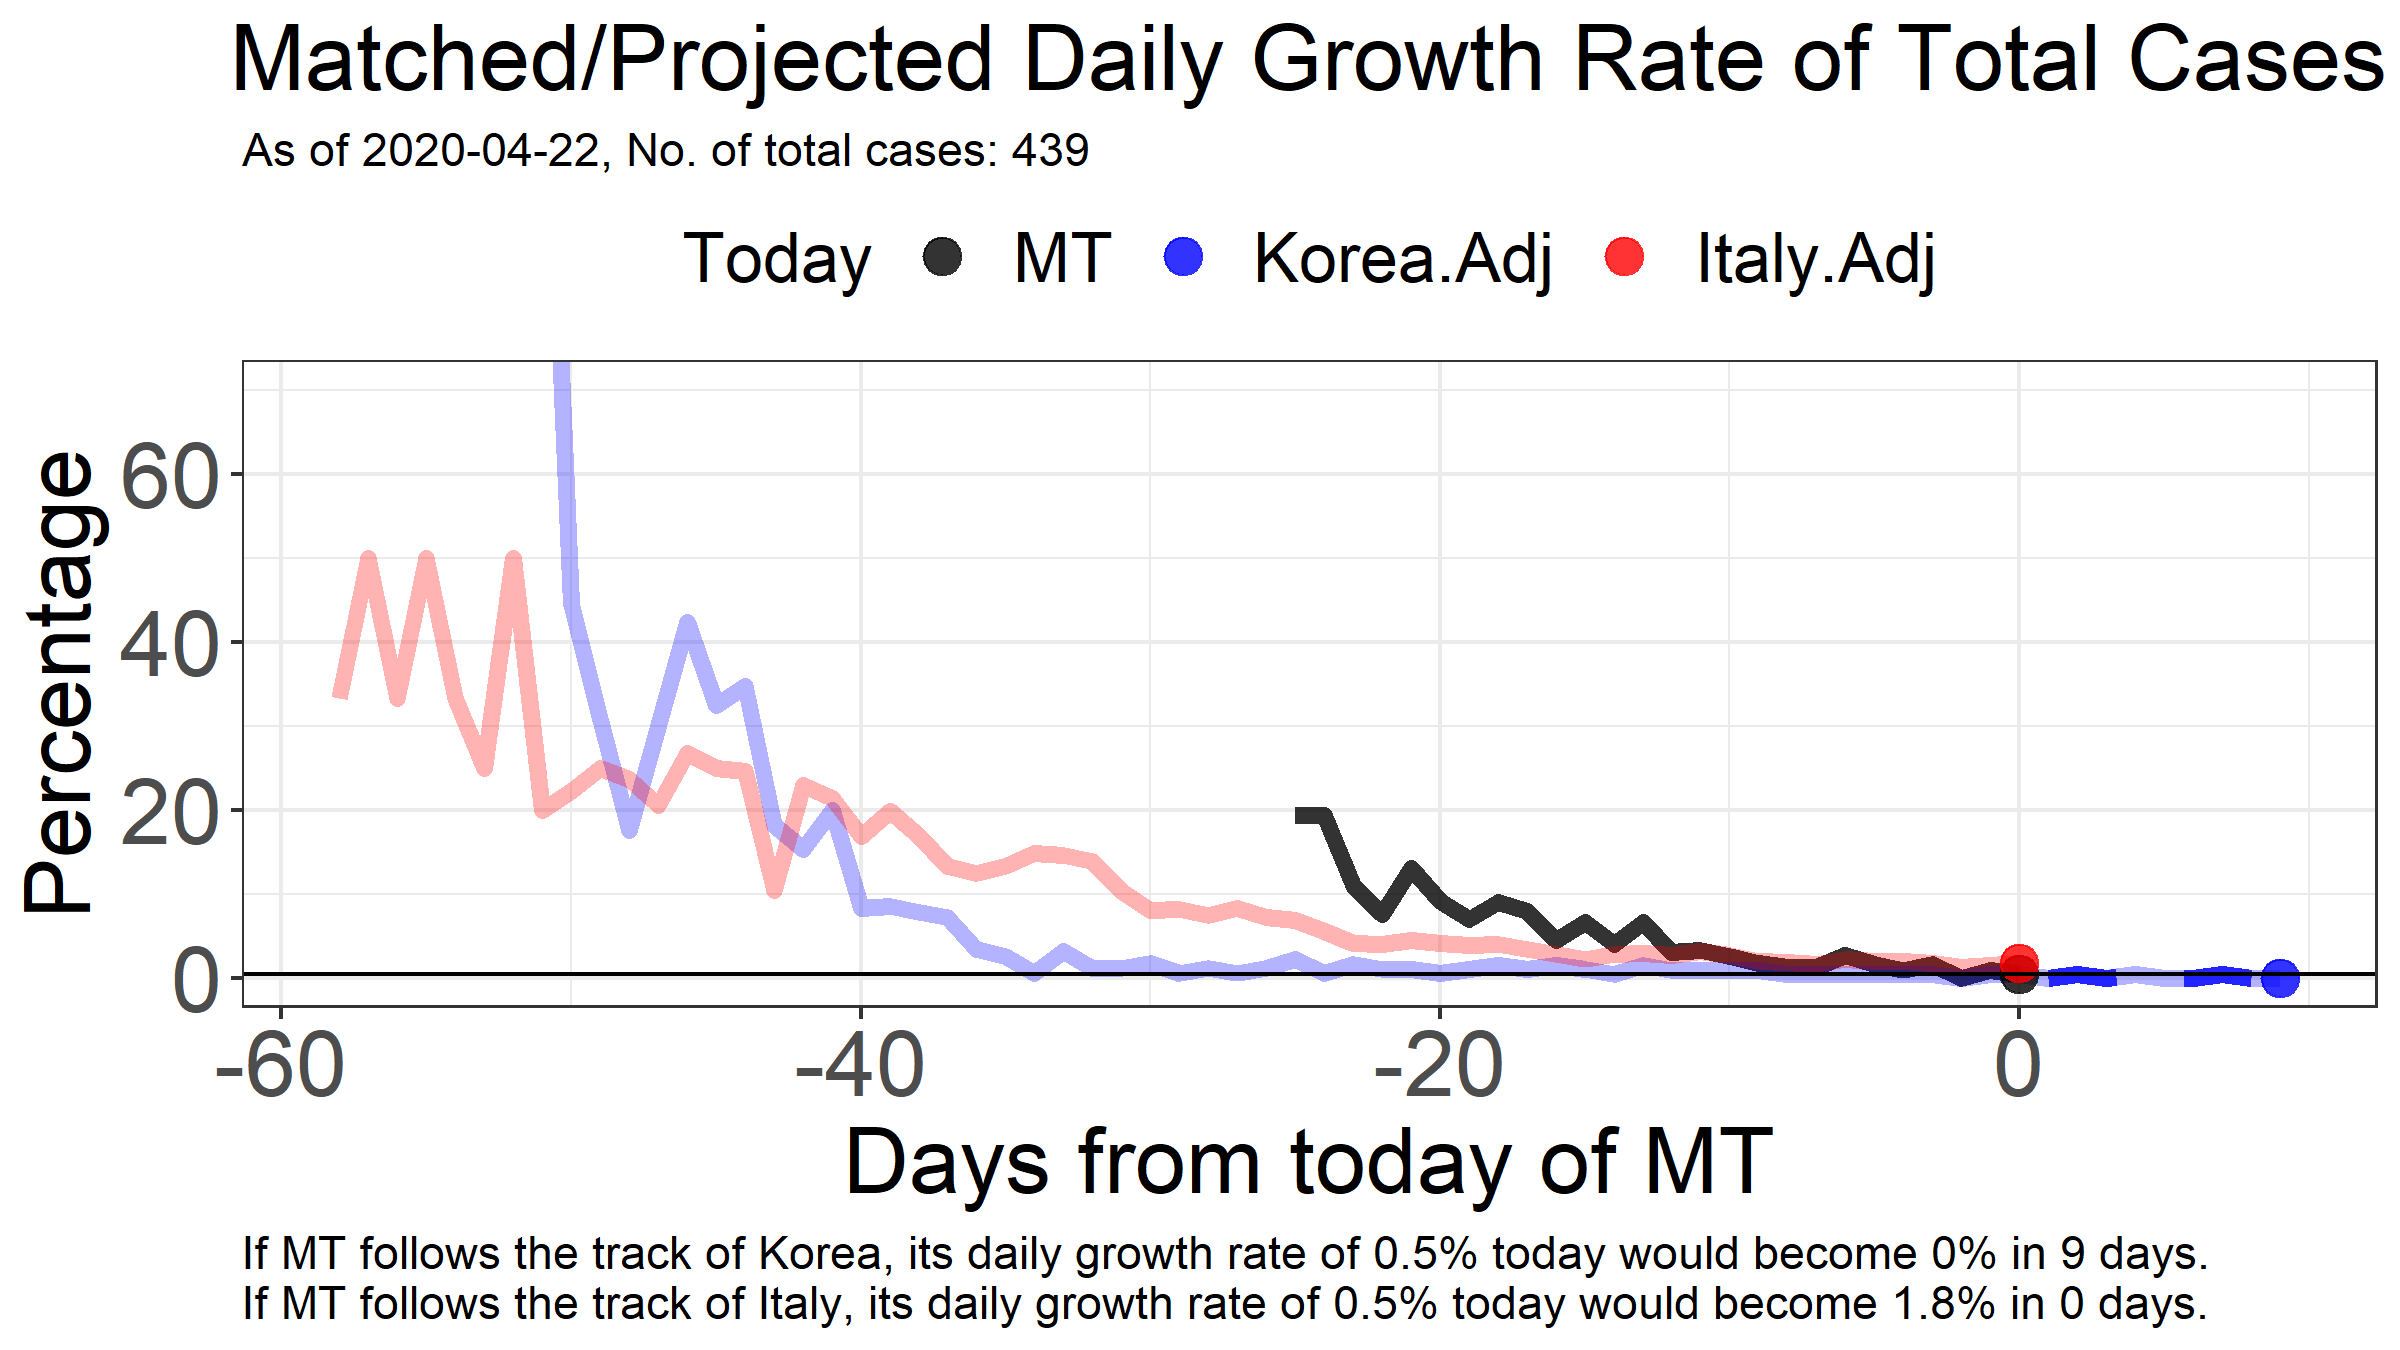 Matched/Projected Daily Growth Rate of Total Cases
As of 2020-04-22, No. of total cases: 439
Today MT Korea.Adj Italy.Adj
Percentage
60
40
20
0
-60 -40 -20 0
Days from today of MT
If MT follows the track of Korea, its daily growth rate of 0.5% today would become 0% in 9 days.
If MT follows the track of Italy, its daily growth rate of 0.5% today would become 1.8% in 0 days.